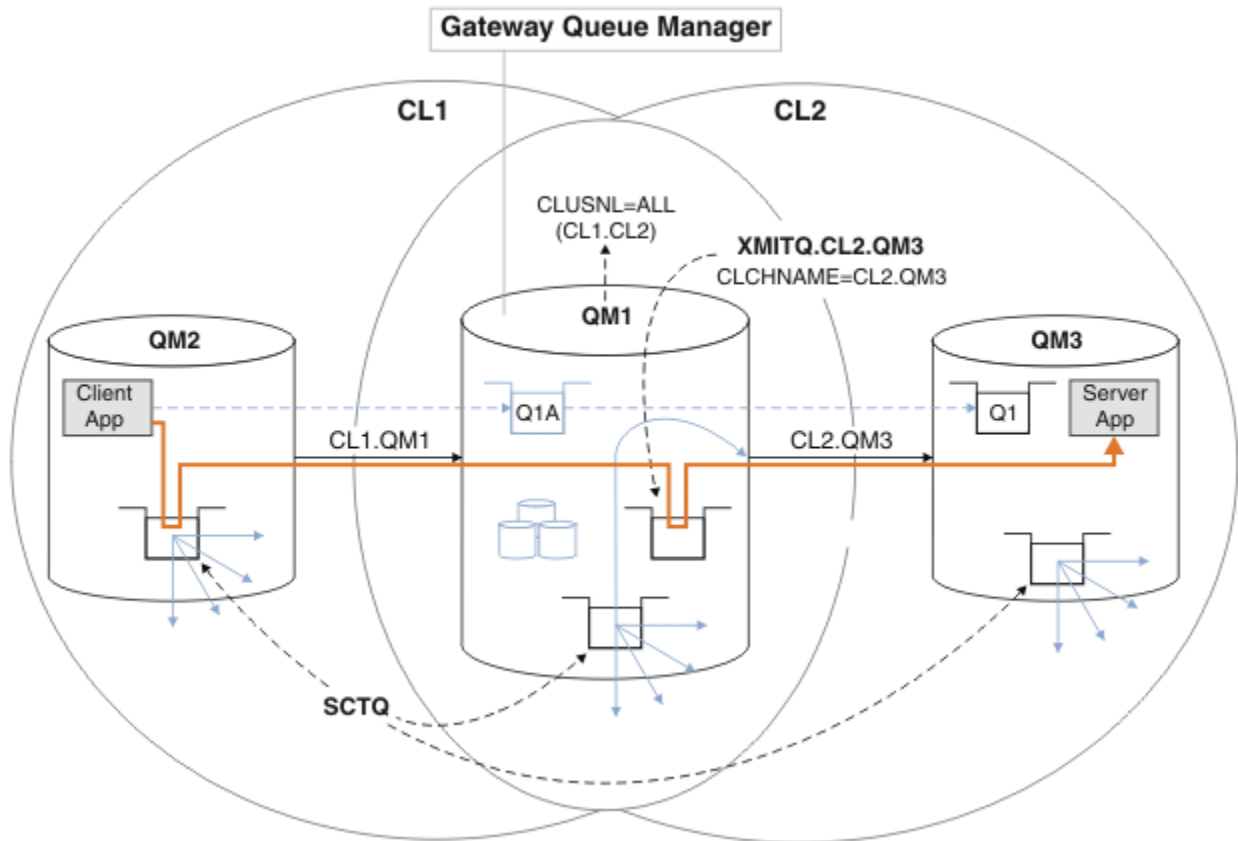 Gateway Queue Manager
CL1
CL2
CLUSNL=ALL
(CL1.CL2)
XMITQ.CL2.QM3
CLCHNAME=CL2.QM3
QM2
QM1
QM3
Client
App
Q1A
Q1
Server
App
CL1.QM1
CL2.QM3
SCTQ